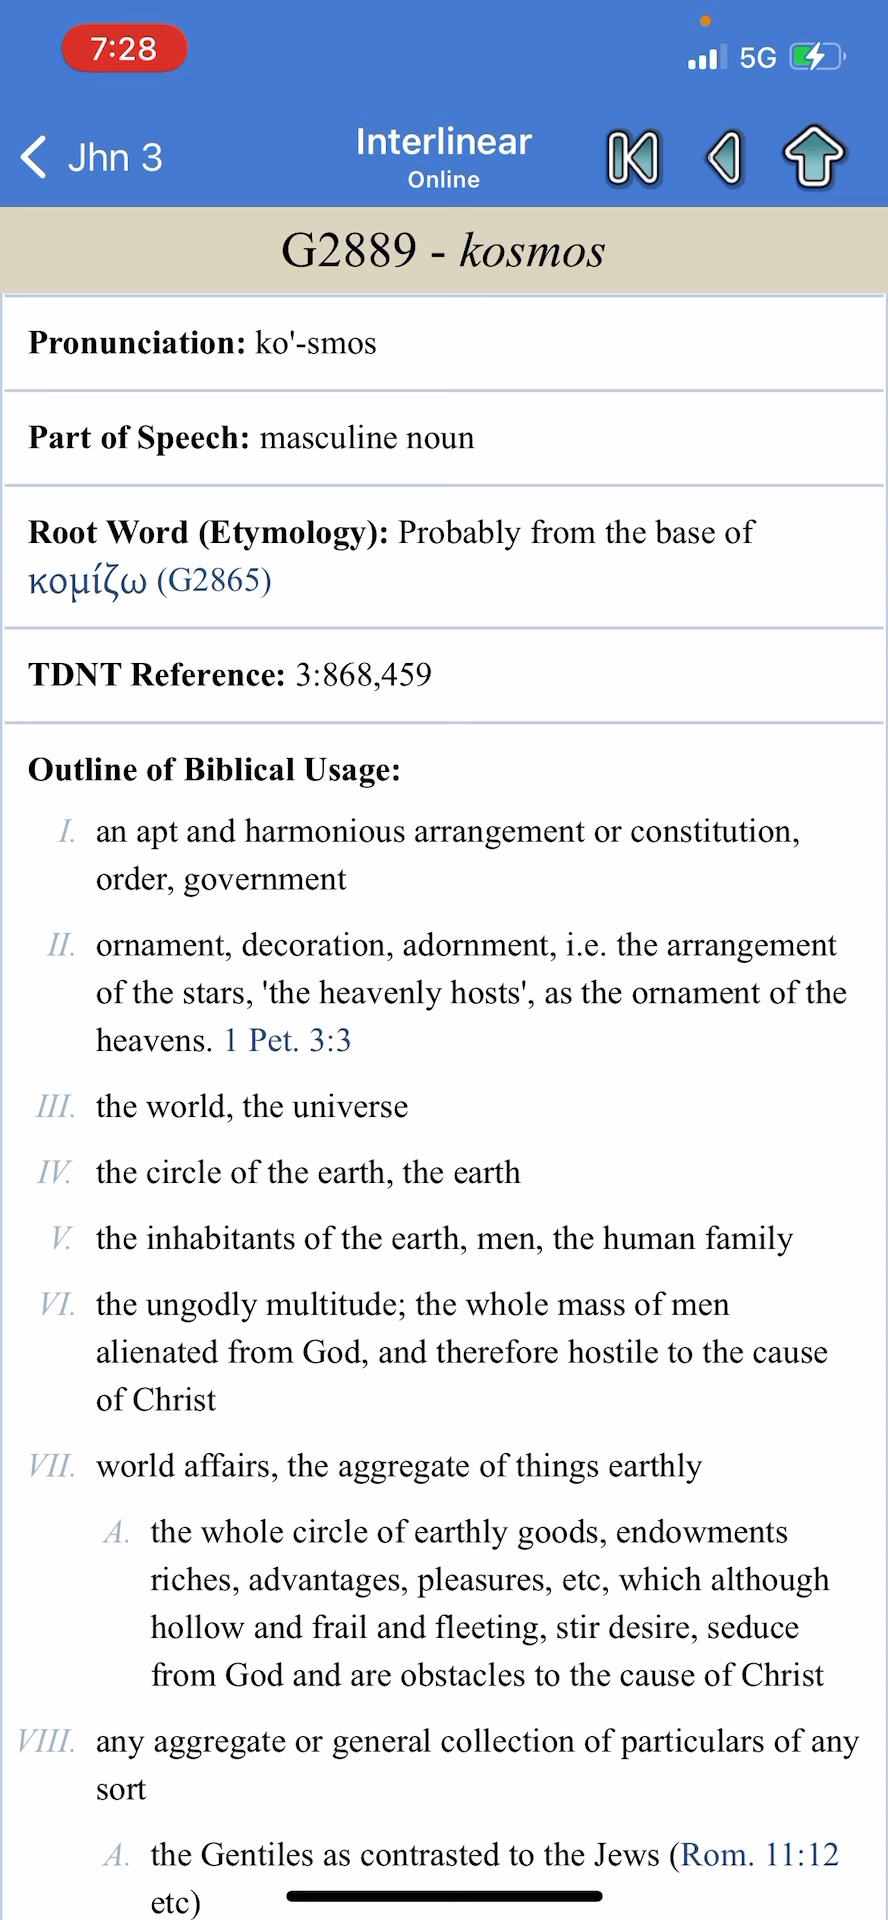 7:28
5G
Jhn 3
Interlinear
Online
G2889 - kosmos
Pronunciation: ko'-smos
Part of Speech: masculine noun
Root Word (Etymology): Probably from the base of
κομίζω (G2865)
TDNT Reference: 3:868,459
Outline of Biblical Usage:
I. an apt and harmonious arrangement or constitution,
order, government
II. ornament, decoration, adornment, i.e. the arrangement
of the stars, 'the heavenly hosts', as the ornament of the
heavens. 1 Pet. 3:3
III. the world, the universe
IV. the circle of the earth, the earth
V. the inhabitants of the earth, men, the human family
VI. the ungodly multitude; the whole mass of men
alienated from God, and therefore hostile to the cause
of Christ
VII. world affairs, the aggregate of things earthly
A. the whole circle of earthly goods, endowments
riches, advantages, pleasures, etc, which although
hollow and frail and fleeting, stir desire, seduce
from God and are obstacles to the cause of Christ
VIII. any aggregate or general collection of particulars of any
sort
A. the Gentiles as contrasted to the Jews (Rom. 11:12
etc)